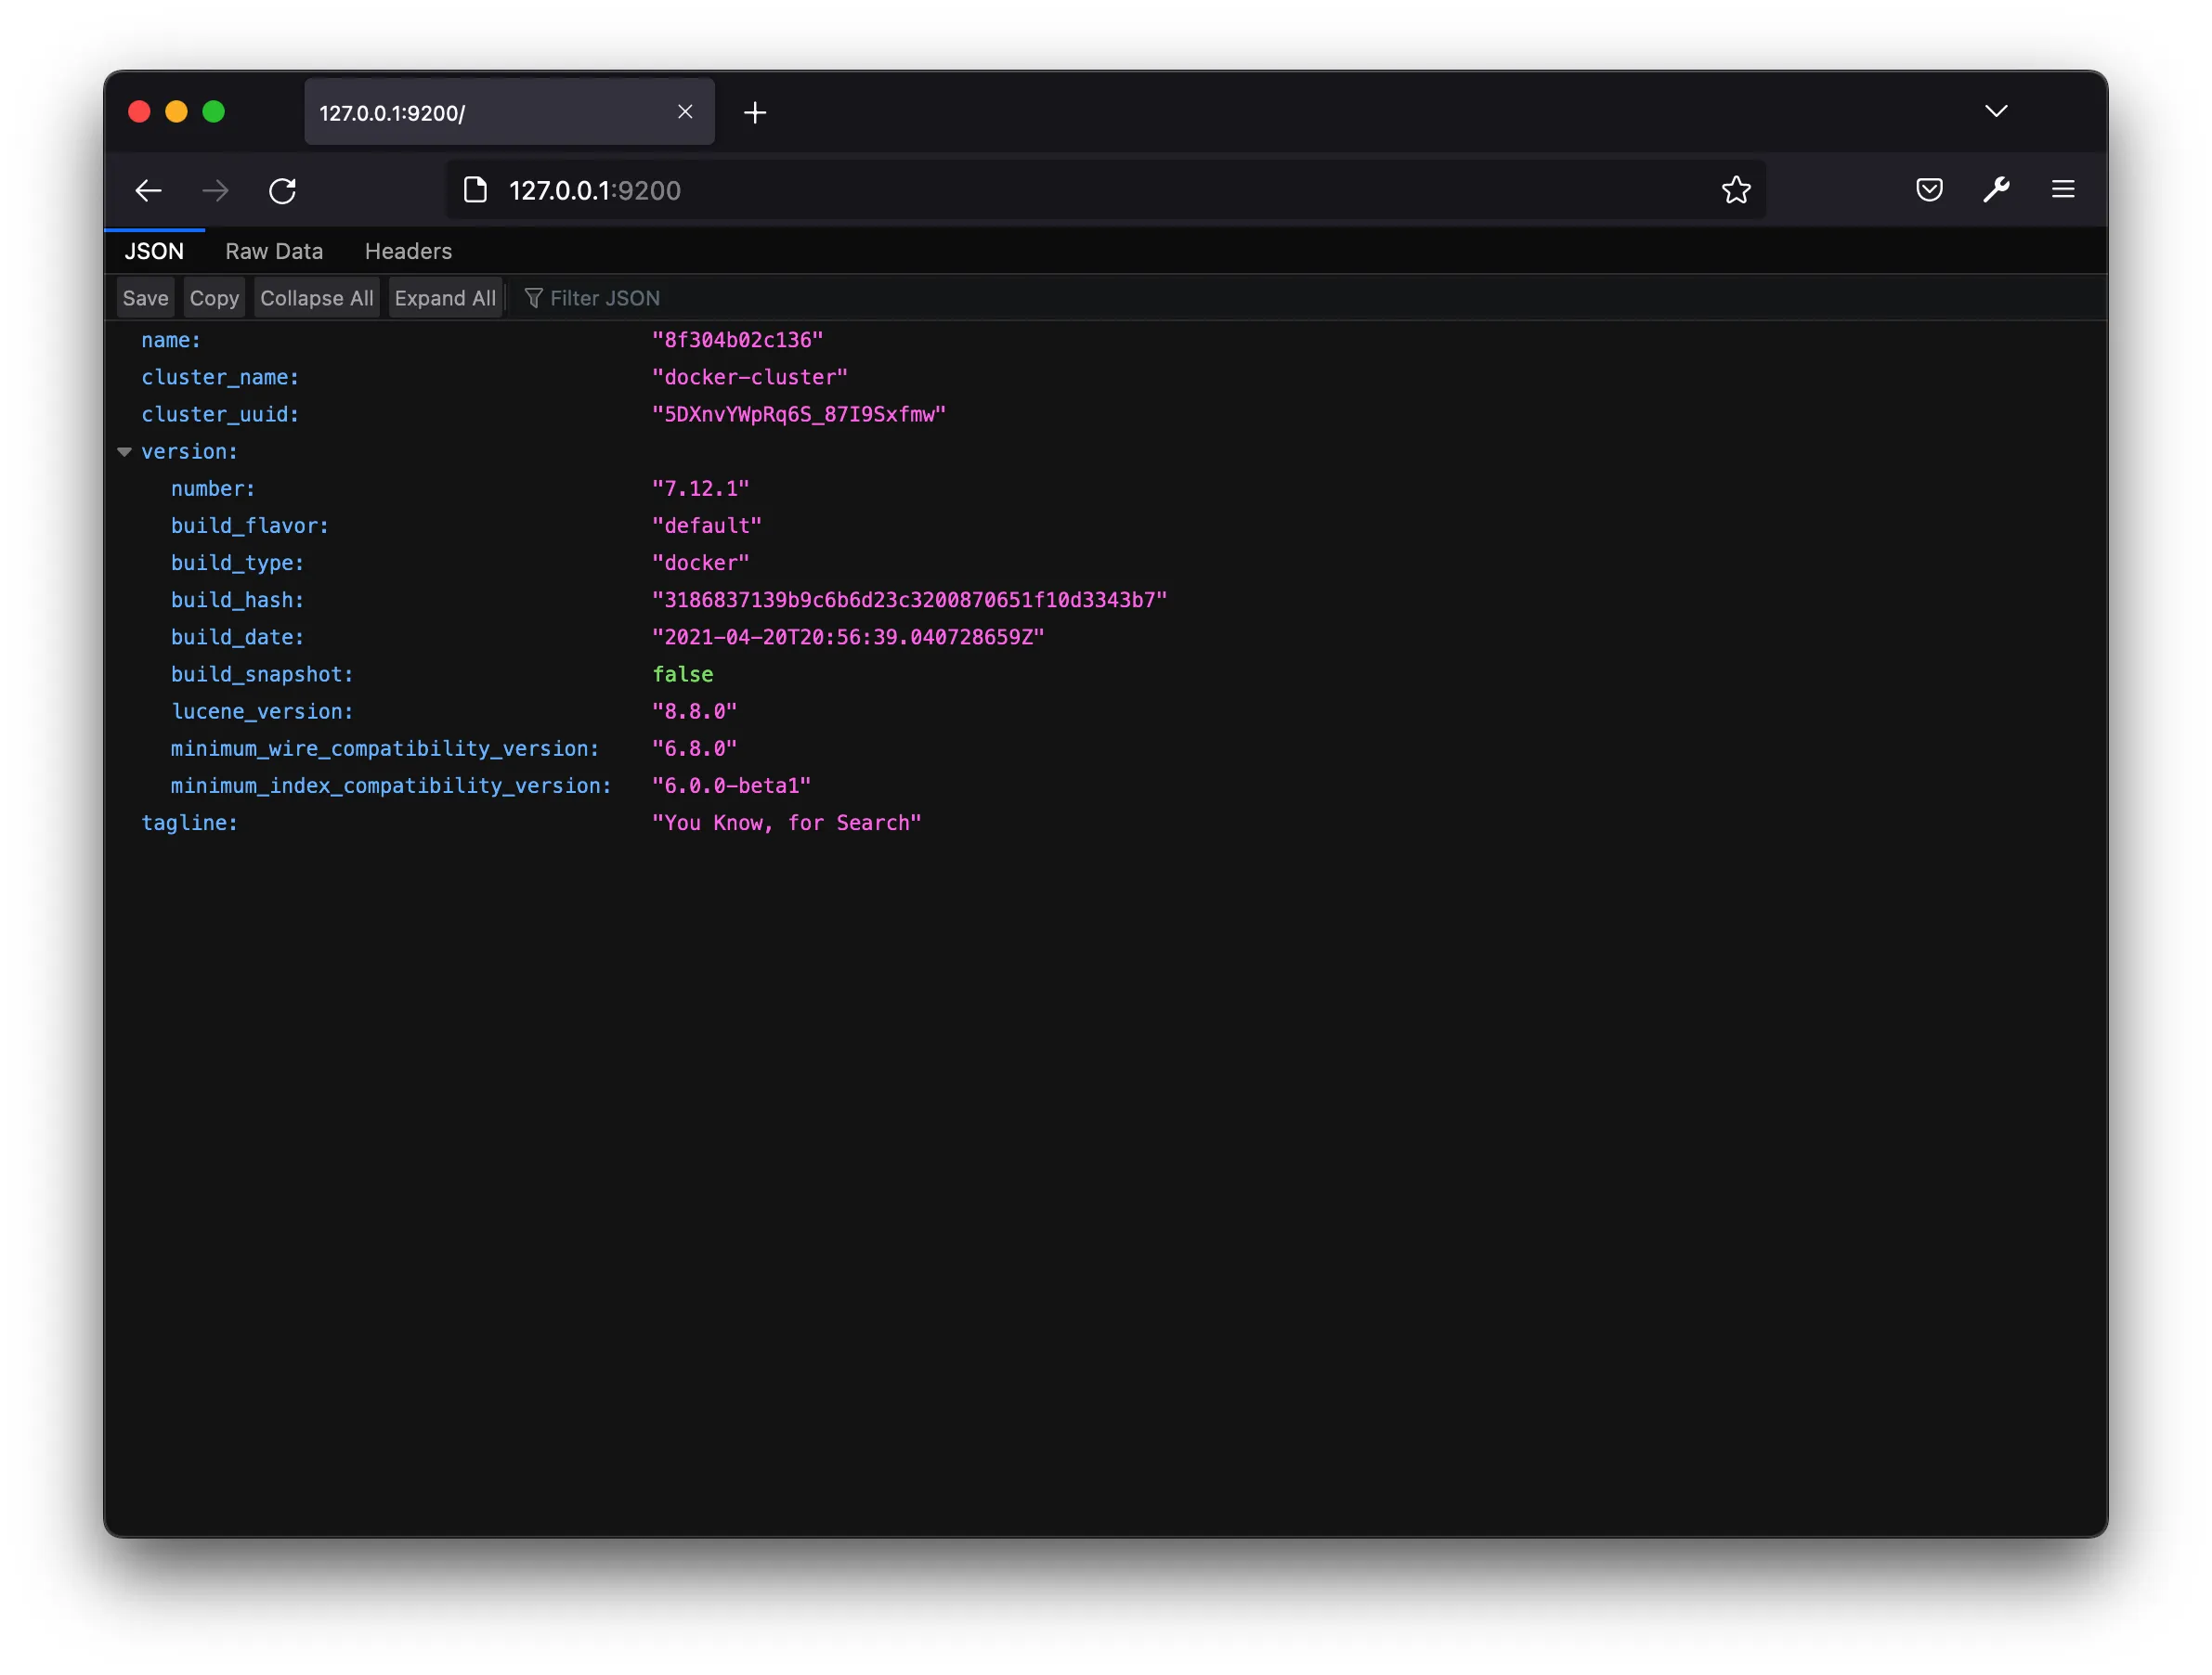 127.0.0.1:9200/
127.0.0.1:9200
JSON Raw Data Headers
Save Copy Collapse All Expand All Filter JSON
name: "8f304b02c136"
cluster_name: "docker-cluster"
cluster_uuid: "5DXnvYWpRq6S_87I9Sxfmw"
version:
number: "7.12.1"
build_flavor: "default"
build_type: "docker"
build_hash: "3186837139b9c6b6d23c3200870651f10d3343b7"
build_date: "2021-04-20T20:56:39.040728659Z"
build_snapshot: false
lucene_version: "8.8.0"
minimum_wire_compatibility_version: "6.8.0"
minimum_index_compatibility_version: "6.0.0-beta1"
tagline: "You Know, for Search"